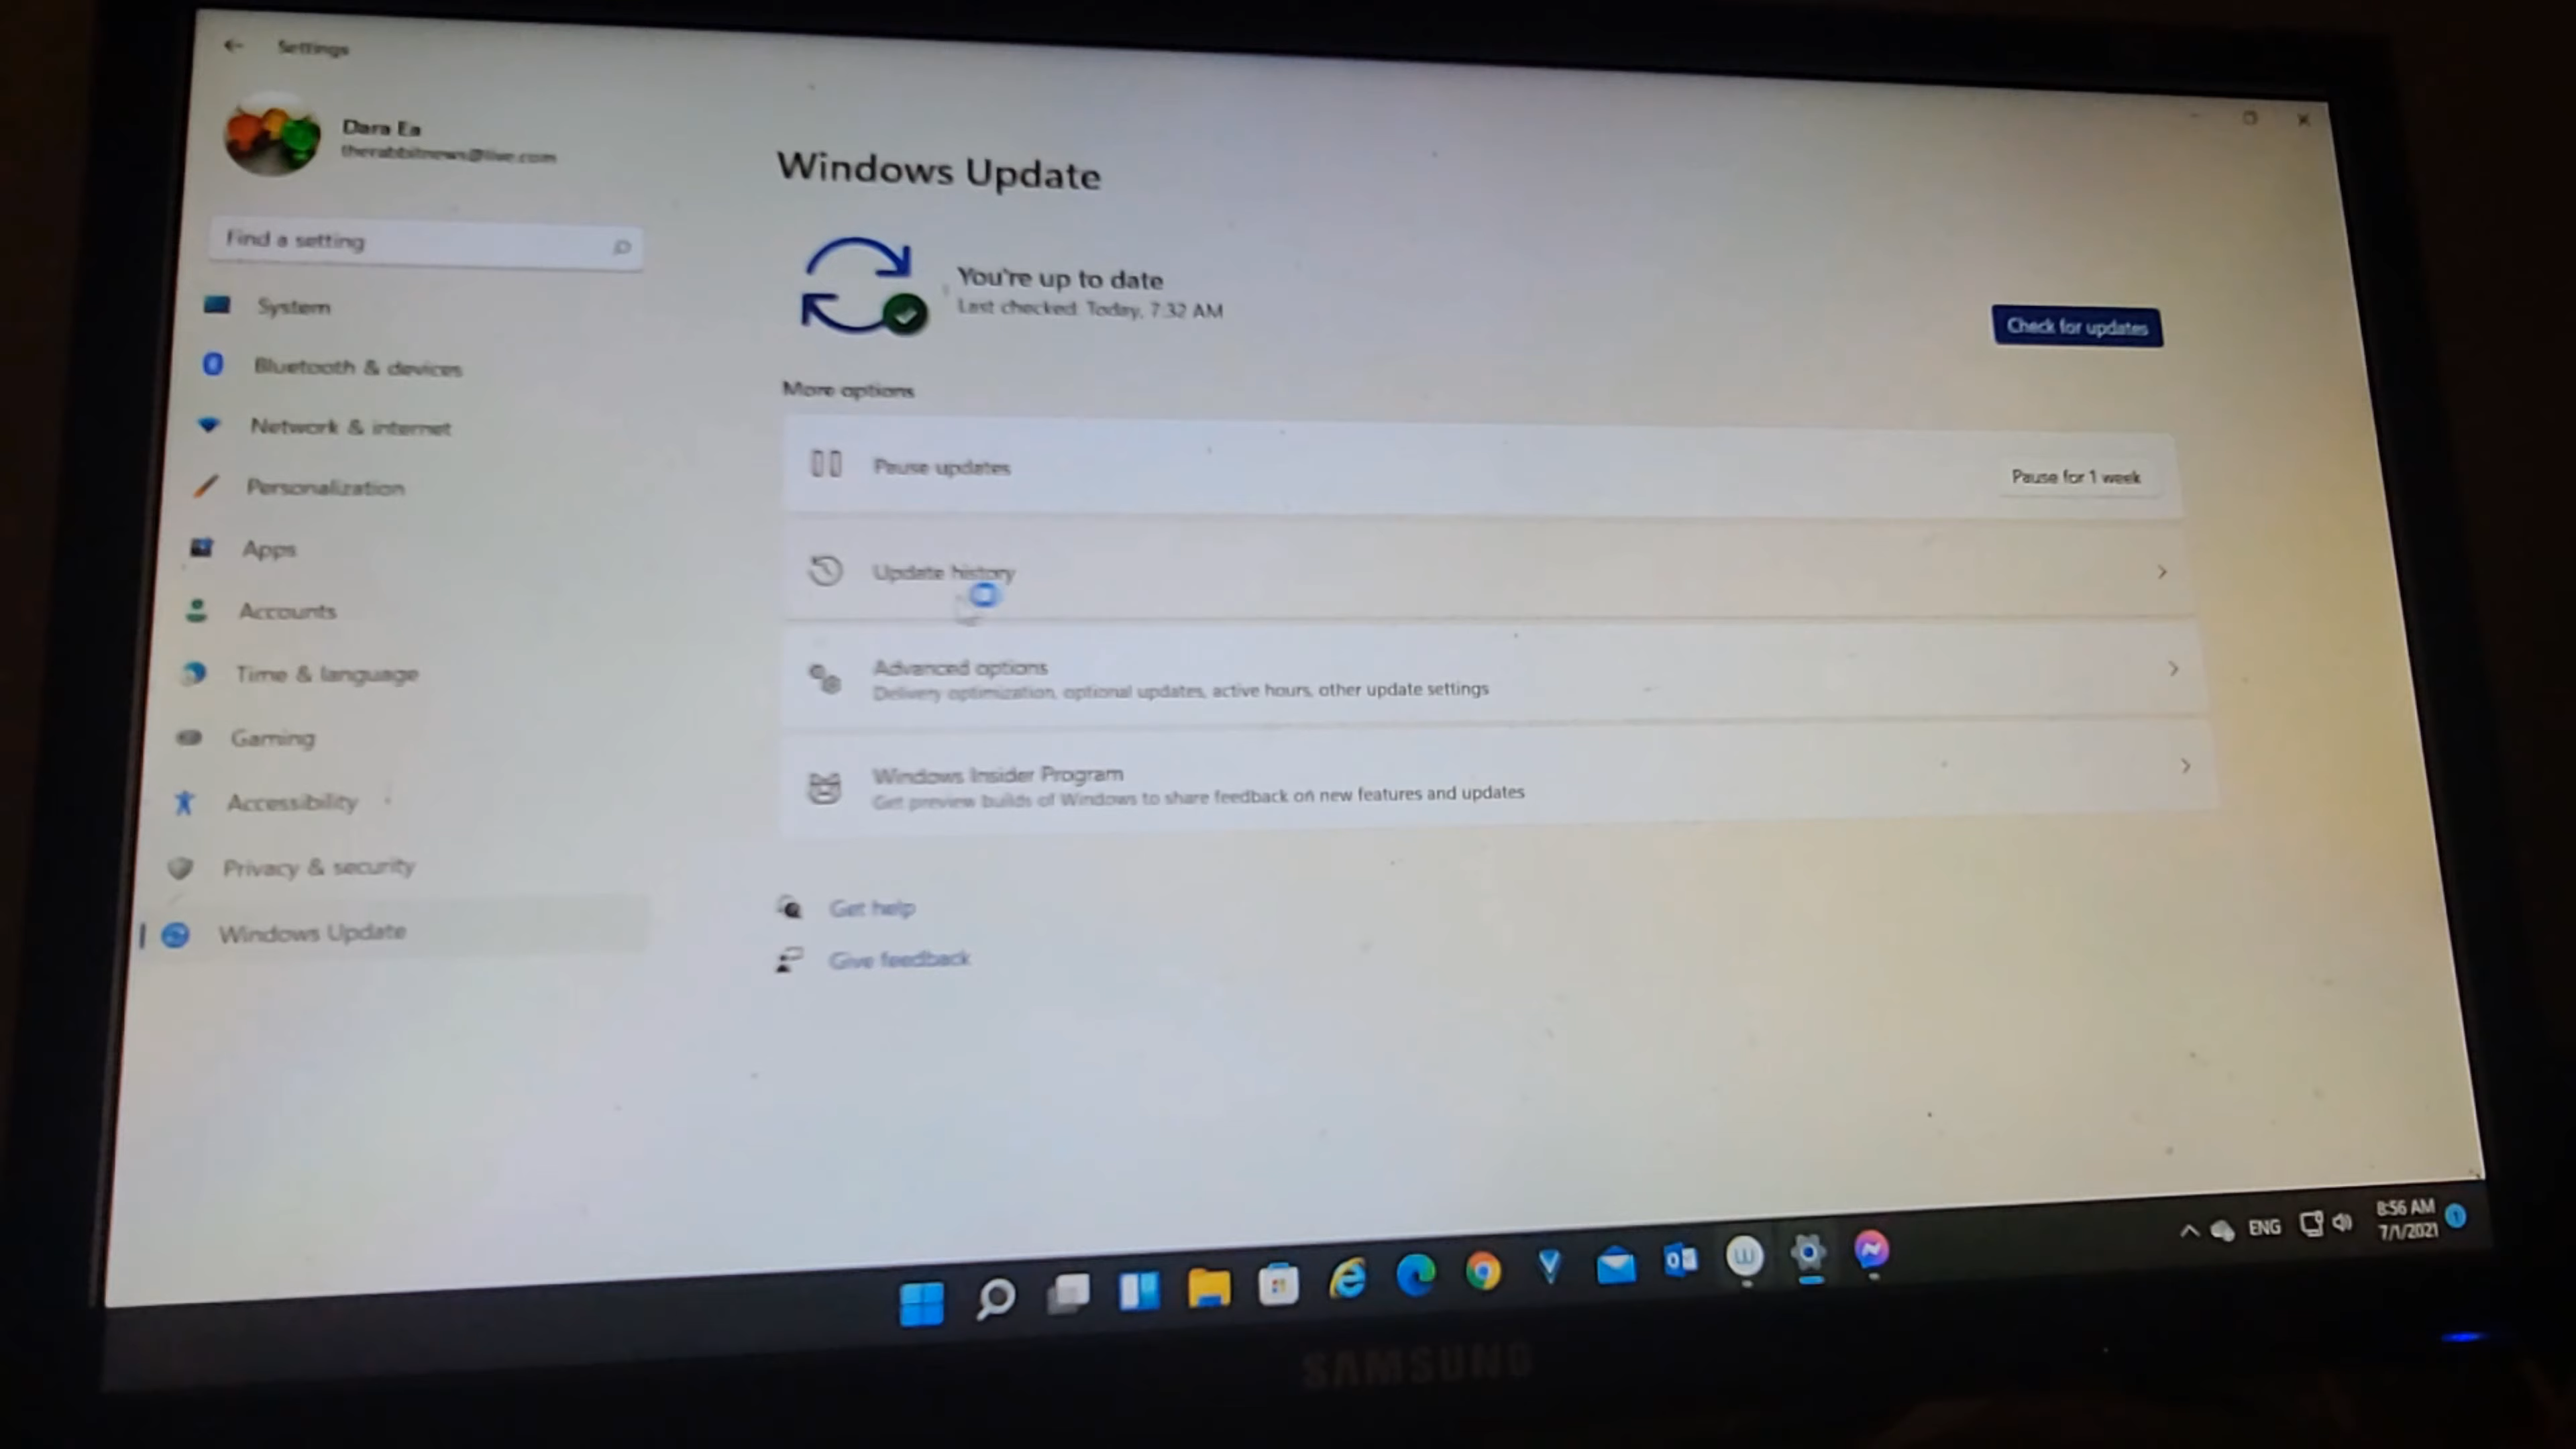 Settings
Dara Ea
therabbitnews@live.com
Find a setting
System
Bluetooth & devices
Network & internet
Personalization
Apps
Accounts
Time & language
Gaming
Accessibility
Privacy & security
Windows Update
Windows Update
You're up to date
Last checked: Today, 7:32 AM
Check for updates
More options
Pause updates
Pause for 1 week
Update history
Advanced options
Delivery optimization, optional updates, active hours, other update settings
Windows Insider Program
Get preview builds of Windows to share feedback on new features and updates
Get help
Give feedback
ENG
8:56 AM
7/1/2021
1
SAMSUNG